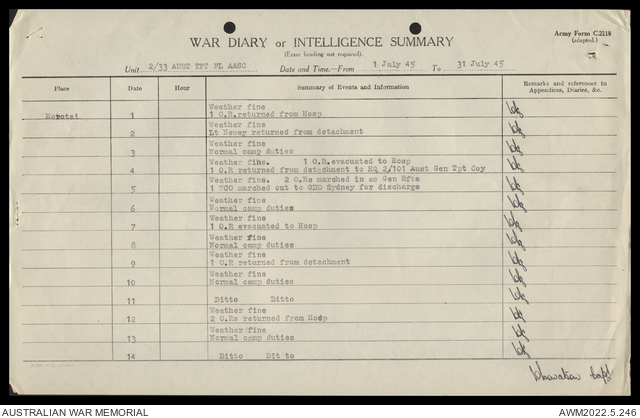 Army Form C.2118
(adapted.)
WAR DIARY or INTELLIGENCE SUMMARY
(Erase heading not required).
Unit 2/33 AUST TPT PL AASC Date and Time.—From 1 July 45 To 31 July 45
Place Date Hour Summary of Events and Information Remarks and references to Appendices, Diaries, &c.
Morotai 1 Weather fine
1 O.R. returned from Hosp
2 Weather fine
Lt Novsy returned from detachment
3 Weather fine
Normal camp duties
4 Weather fine. 1 O.R. evacuated to Hosp
1 O.R returned from detachment to HQ 2/101 Aust Gen Tpt Coy
5 Weather fine. 2 O.Rs marched in as Gen Rfts
1 NCO marched out to GDD Sydney for discharge
6 Weather fine
Normal camp duties
7 Weather fine
1 O.R evacuated to Hosp
8 Weather fine
Normal camp duties
9 Weather fine
1 O.R returned from detachment
10 Weather fine
Normal camp duties
11 Ditto Ditto
12 Weather fine
2 O.Rs returned from Hosp
13 Weather fine
Normal camp duties
14 Ditto Ditto
Capt
AUSTRALIAN WAR MEMORIAL AWM2022.5.246